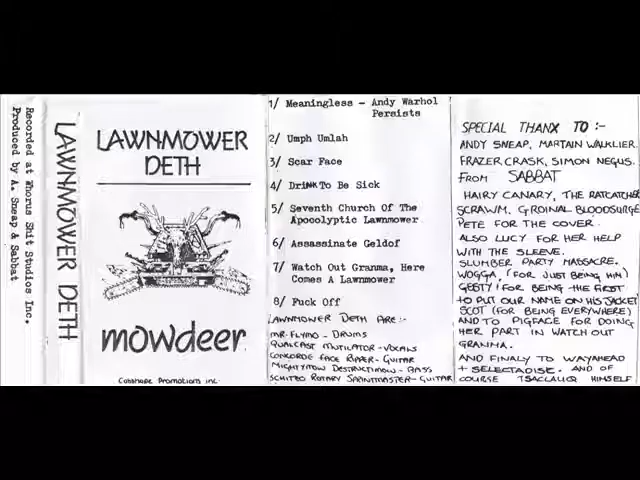 Recorded at Whorus Shit Studios Inc.
Produced by A. Sneap & Sabbat
LAWNMOWER DETH
LAWNMOWER
DETH
mowdeer
Cobshape Promotions inc.
1/ Meaningless - Andy Warhol
Persists
2/ Umph Umlah
3/ Scar Face
4/ Drink To Be Sick
5/ Seventh Church Of The
Apocolyptic Lawnmower
6/ Assassinate Geldof
7/ Watch Out Granma, Here
Comes A Lawnmower
8/ Fuck Off
LAWNMOWER DETH ARE :-
MR FLYMO - DRUMS
QUALCAST MUTILATOR - VOCALS
CONCORDE FACE RIPPER - GUITAR
MIGHTYMO DESTRUCTIMOW - BASS
SCHITEO ROTARY SPRINTMASTER - GUITAR
SPECIAL THANX TO :-
ANDY SNEAP, MARTAIN WALKLIER.
FRAZER CRASK, SIMON NEGUS.
FROM SABBAT
HAIRY CANARY, THE RATCATCHER
SCRAWM, GROINAL BLOODSURGE
PETE FOR THE COVER.
ALSO LUCY FOR HER HELP
WITH THE SLEEVE.
SLUMBER PARTY MASSACRE.
WOGGA, (FOR JUST BEING HIM)
(FOR BEING THE FIRST
TO PUT OUR NAME ON HIS JACKET
SCOT (FOR BEING EVERYWHERE)
AND TO PIGFACE FOR DOING
HER PART IN WATCH OUT
GRANMA.
AND FINALY TO WAYAHEAD
+ SELECTADISC. AND OF
COURSE HIMSELF